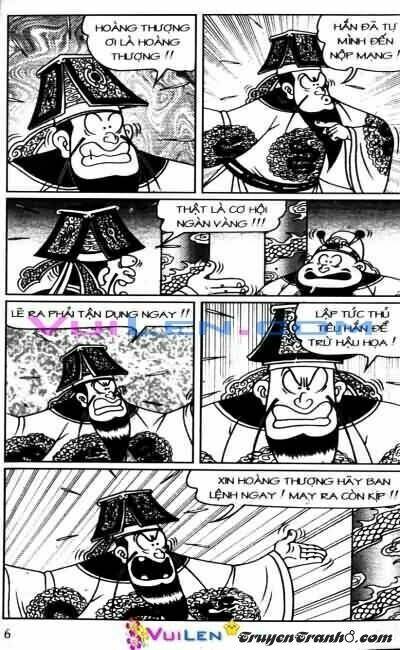 HOÀNG THƯỢNG
ƠI LÀ HOÀNG
THƯỢNG !!
HẮN ĐÃ TỰ
MÌNH ĐẾN
NỘP MẠNG !
THẬT LÀ CƠ HỘI
NGÀN VÀNG !!!
LẼ RA PHẢI TẬN DỤNG NGAY !!
LẬP TỨC THỦ
TIÊU HẮN ĐỂ
TRỪ HẬU HỌA !
VUILEN.COM
XIN HOÀNG THƯỢNG HÃY BAN
LỆNH NGAY ! MAY RA CÒN KỊP !!
6
VUILEN
TruyenTranh8.com